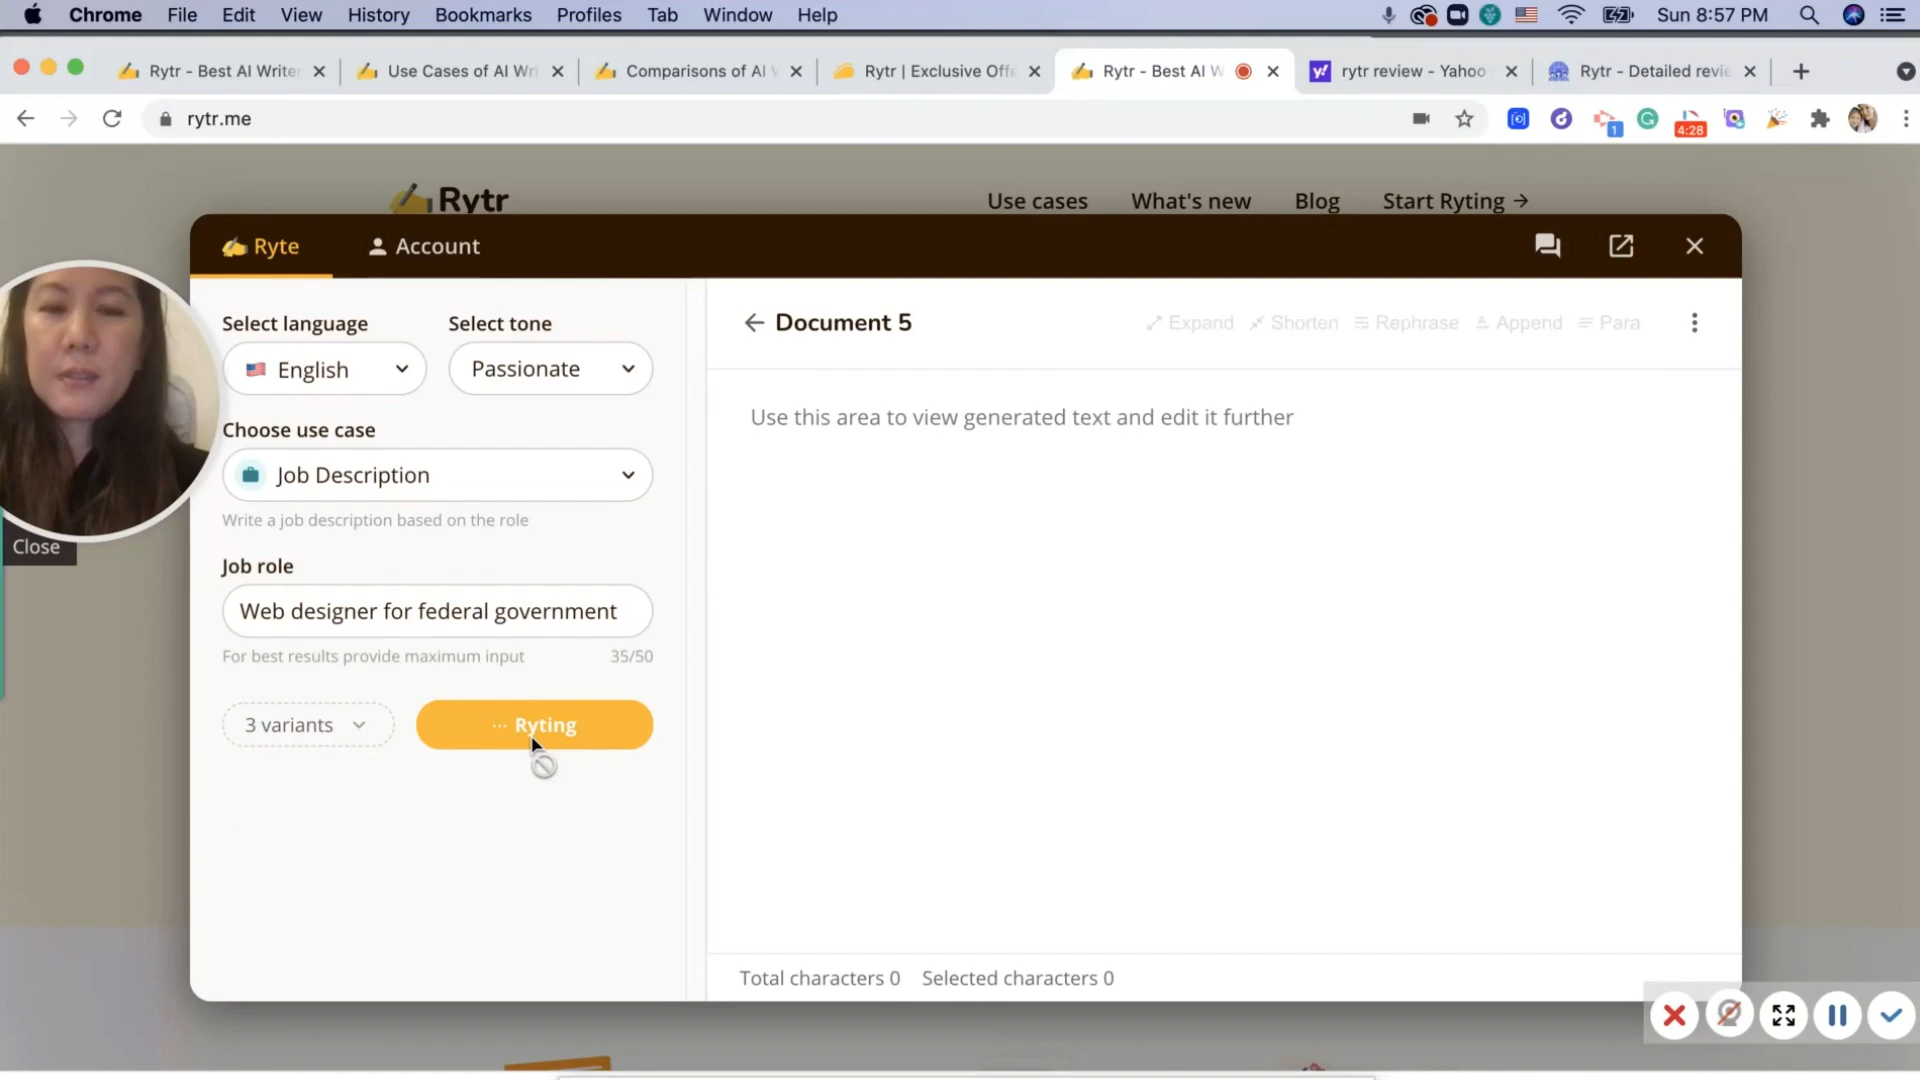 Chrome File Edit View History Bookmarks Profiles Tab Window Help Sun 8:57 PM
Rytr - Best AI Write Use Cases of AI Wri Comparisons of AI Rytr | Exclusive Offe Rytr - Best AI W rytr review - Yahoo Rytr - Detailed revie
rytr.me 1 4:28
Rytr Use cases What's new Blog Start Ryting →
Ryte Account
Select language Select tone
English Passionate
Choose use case
Job Description
Write a job description based on the role
Close
Job role
Web designer for federal government
For best results provide maximum input 35/50
3 variants ··· Ryting
← Document 5 Expand Shorten Rephrase Append Para
Use this area to view generated text and edit it further
Total characters 0 Selected characters 0